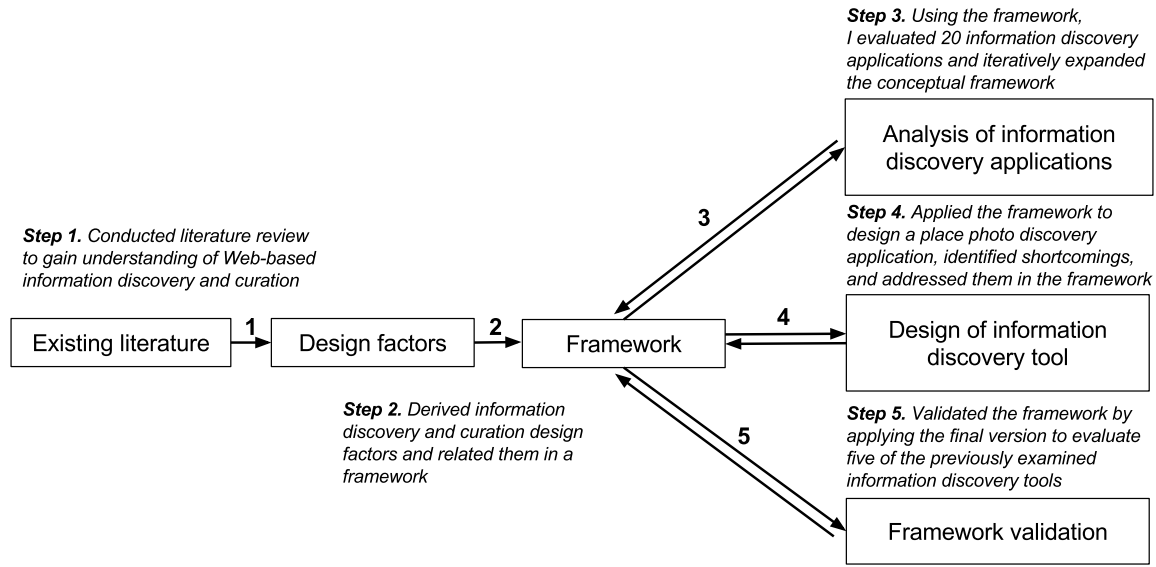 Step 3. Using the framework,
I evaluated 20 information discovery
applications and iteratively expanded
the conceptual framework
Analysis of information
discovery applications
3
Step 4. Applied the framework to
design a place photo discovery
application, identified shortcomings,
and addressed them in the framework
Step 1. Conducted literature review
to gain understanding of Web-based
information discovery and curation
Existing literature
1
Design factors
2
Framework
4
Design of information
discovery tool
Step 2. Derived information
discovery and curation design
factors and related them in a
framework
5
Step 5. Validated the framework by
applying the final version to evaluate
five of the previously examined
information discovery tools
Framework validation